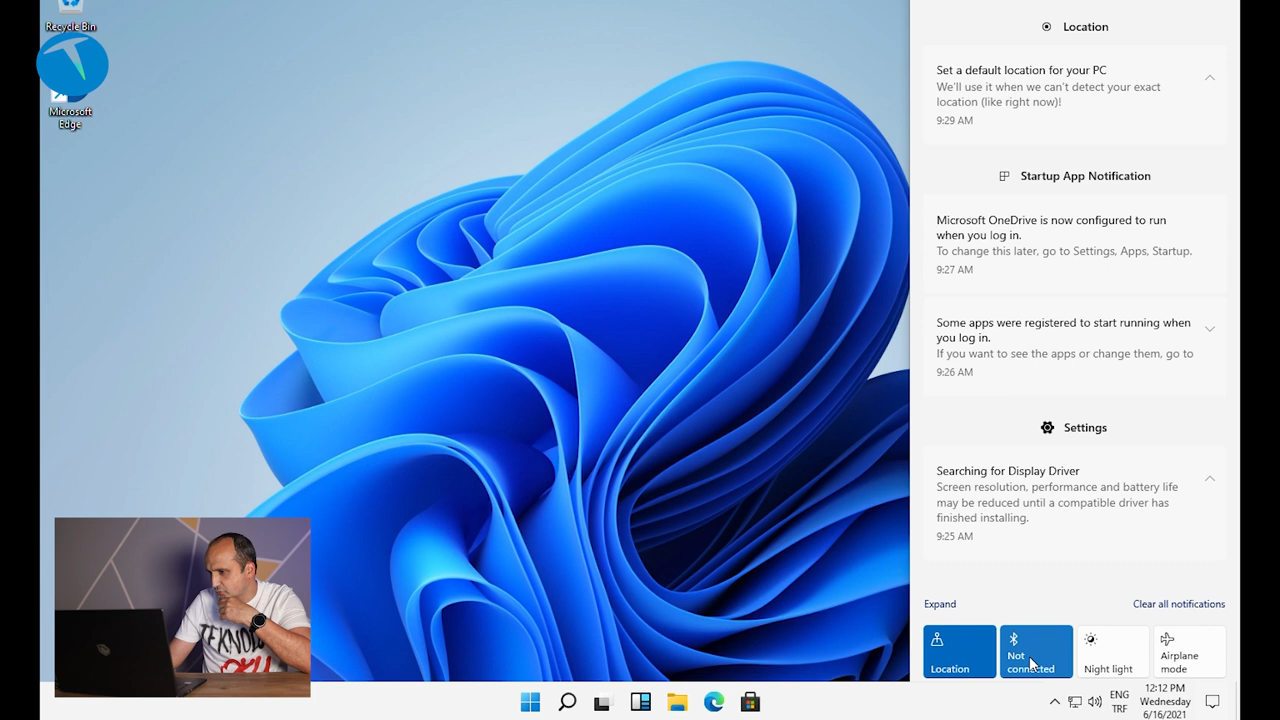 Recycle Bin
Microsoft
Edge
Location
Set a default location for your PC
We'll use it when we can't detect your exact
location (like right now)!
9:29 AM
Startup App Notification
Microsoft OneDrive is now configured to run
when you log in.
To change this later, go to Settings, Apps, Startup.
9:27 AM
Some apps were registered to start running when
you log in.
If you want to see the apps or change them, go to
9:26 AM
Settings
Searching for Display Driver
Screen resolution, performance and battery life
may be reduced until a compatible driver has
finished installing.
9:25 AM
Expand
Clear all notifications
Location
Not
connected
Night light
Airplane
mode
TEKNOLO
OKU
ENG
TRF
12:12 PM
Wednesday
6/16/2021